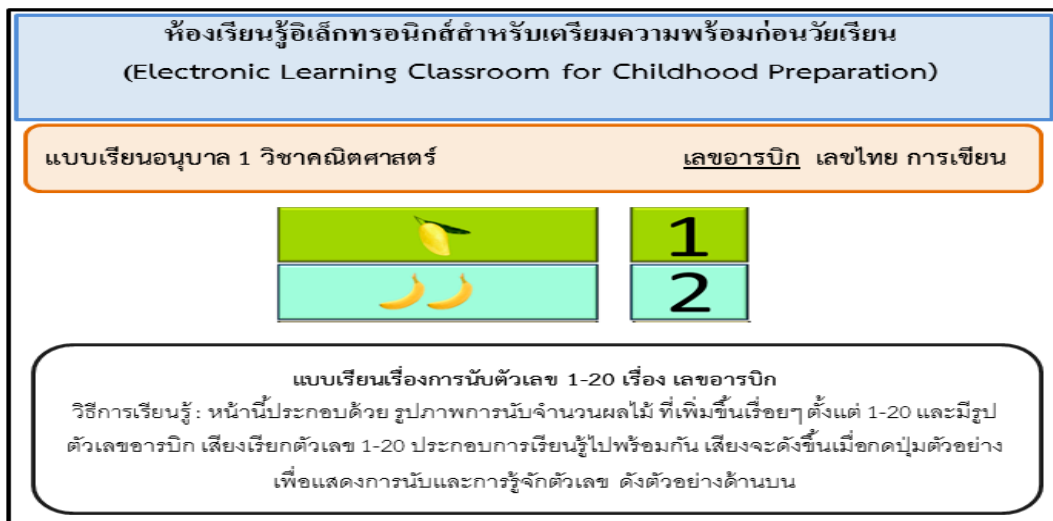 ห้องเรียนรู้อิเล็กทรอนิกส์สำหรับเตรียมความพร้อมก่อนวัยเรียน
(Electronic Learning Classroom for Childhood Preparation)
แบบเรียนอนุบาล 1 วิชาคณิตศาสตร์ เลขอารบิก เลขไทย การเขียน
1
2
แบบเรียนเรื่องการนับตัวเลข 1-20 เรื่อง เลขอารบิก
วิธีการเรียนรู้ : หน้านี้ประกอบด้วย รูปภาพการนับจำนวนผลไม้ ที่เพิ่มขึ้นเรื่อยๆ ตั้งแต่ 1-20 และมีรูป
ตัวเลขอารบิก เสียงเรียกตัวเลข 1-20 ประกอบการเรียนรู้ไปพร้อมกัน เสียงจะดังขึ้นเมื่อกดปุ่มตัวอย่าง
เพื่อแสดงการนับและการรู้จักตัวเลข ดังตัวอย่างด้านบน